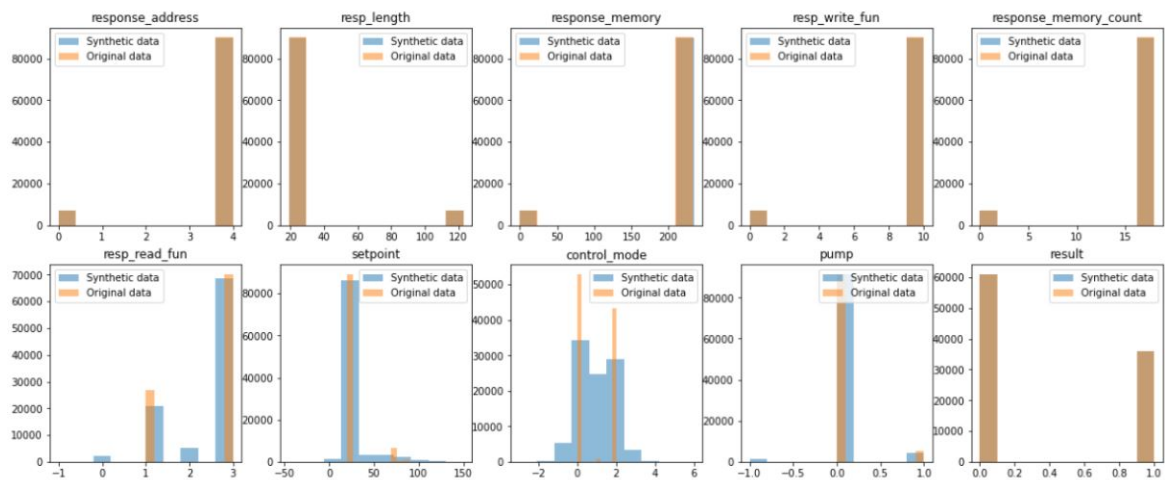 response_address
resp_length
response_memory
resp_write_fun
response_memory_count
Synthetic data
Original data
Synthetic data
Original data
Synthetic data
Original data
Synthetic data
Original data
Synthetic data
Original data
80000
60000
40000
20000
0
80000
60000
40000
20000
0
80000
60000
40000
20000
0
80000
60000
40000
20000
0
80000
60000
40000
20000
0
0 1 2 3 4
20 40 60 80 100 120
0 50 100 150 200
0 2 4 6 8 10
0 5 10 15
resp_read_fun
setpoint
control_mode
pump
result
Synthetic data
Original data
Synthetic data
Original data
Synthetic data
Original data
Synthetic data
Original data
Synthetic data
Original data
70000
60000
50000
40000
30000
20000
10000
0
80000
60000
40000
20000
0
50000
40000
30000
20000
10000
0
80000
60000
40000
20000
0
60000
50000
40000
30000
20000
10000
0
−1 0 1 2 3
−50 0 50 100 150
−2 0 2 4 6
−1.0 −0.5 0.0 0.5 1.0
0.0 0.2 0.4 0.6 0.8 1.0